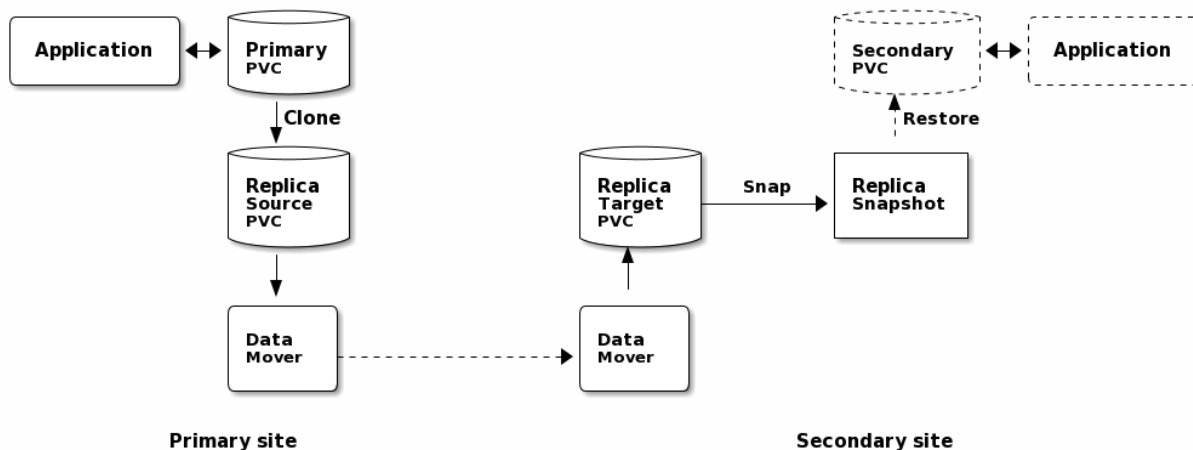 Application
Primary
PVC
Secondary
PVC
Application
Clone
Restore
Replica
Source
PVC
Replica
Target
PVC
Snap
Replica
Snapshot
Data
Mover
Data
Mover
Primary site
Secondary site